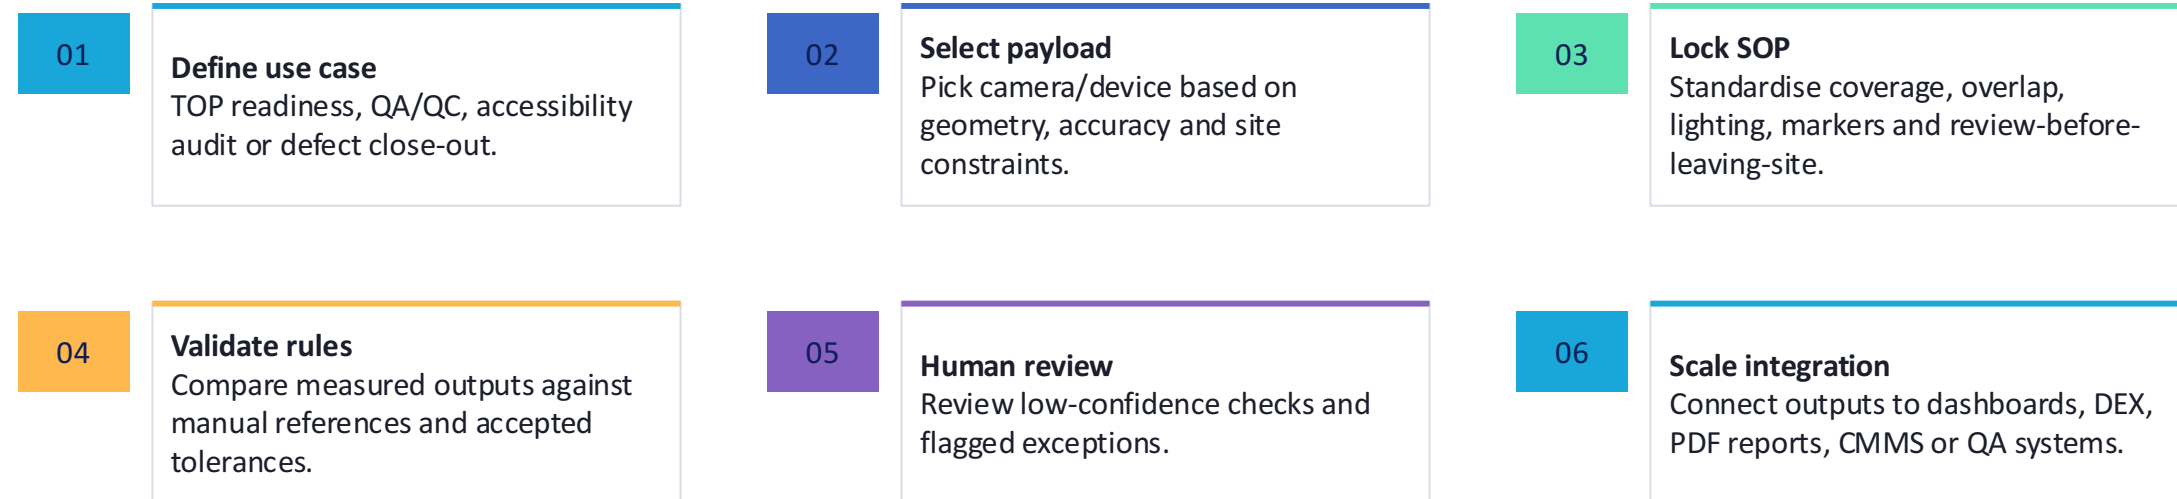 01
Define use case
TOP readiness, QA/QC, accessibility
audit or defect close-out.
02
Select payload
Pick camera/device based on
geometry, accuracy and site
constraints.
03
Lock SOP
Standardise coverage, overlap,
lighting, markers and review-before-
leaving-site.
04
Validate rules
Compare measured outputs against
manual references and accepted
tolerances.
05
Human review
Review low-confidence checks and
flagged exceptions.
06
Scale integration
Connect outputs to dashboards, DEX,
PDF reports, CMMS or QA systems.